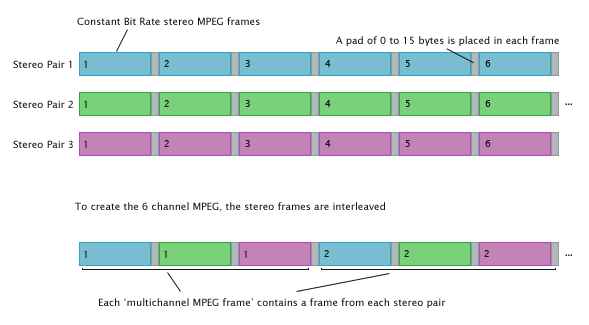 Constant Bit Rate stereo MPEG frames
A pad of 0 to 15 bytes is placed in each frame
Stereo Pair 1 1 2 3 4 5 6
Stereo Pair 2 1 2 3 4 5 6 ...
Stereo Pair 3 1 2 3 4 5 6
To create the 6 channel MPEG, the stereo frames are interleaved
1 1 1 2 2 2 ...
Each ‘multichannel MPEG frame’ contains a frame from each stereo pair